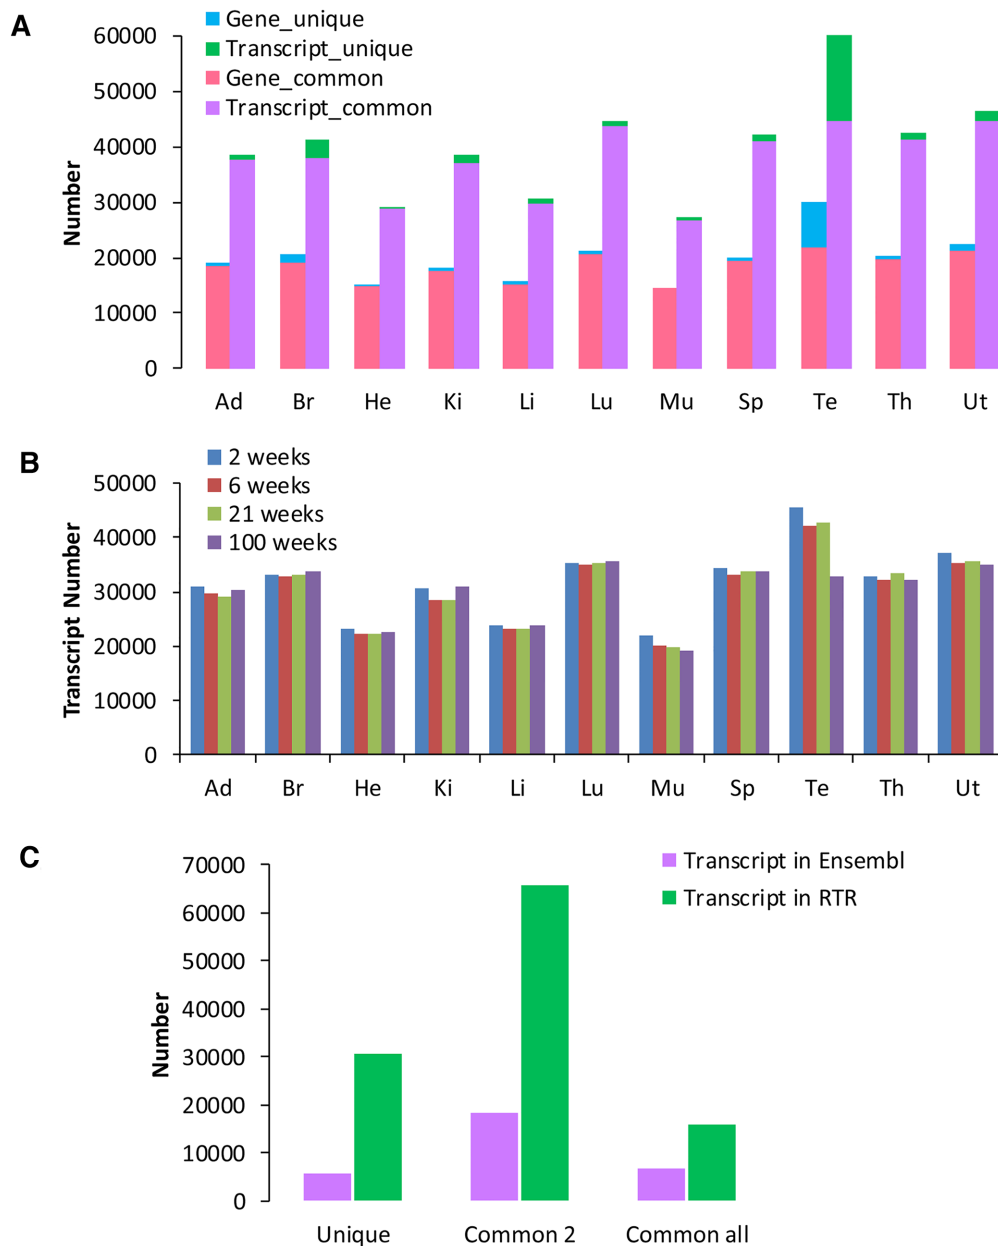 A
Gene_unique
Transcript_unique
Gene_common
Transcript_common
Number
60000
50000
40000
30000
20000
10000
0
Ad Br He Ki Li Lu Mu Sp Te Th Ut
B
2 weeks
6 weeks
21 weeks
100 weeks
Transcript Number
50000
40000
30000
20000
10000
0
Ad Br He Ki Li Lu Mu Sp Te Th Ut
C
Transcript in Ensembl
Transcript in RTR
Number
70000
60000
50000
40000
30000
20000
10000
0
Unique Common 2 Common all